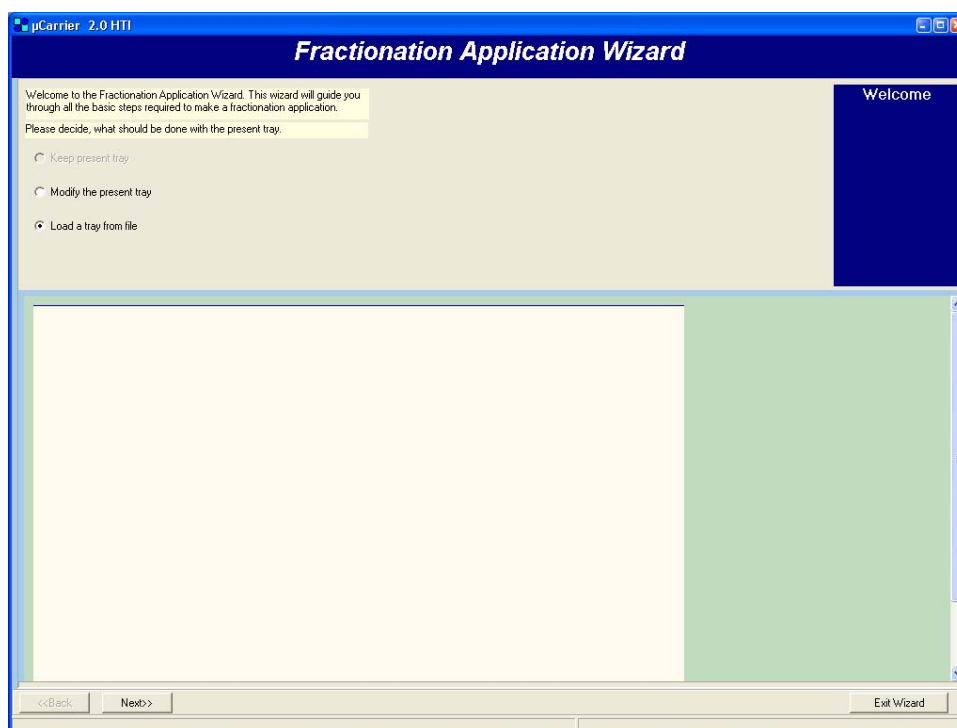 µCarrier 2.0 HTI
Fractionation Application Wizard
Welcome to the Fractionation Application Wizard. This wizard will guide you
through all the basic steps required to make a fractionation application.
Please decide, what should be done with the present tray.
Welcome
Keep present tray
Modify the present tray
Load a tray from file
<<Back
Next>>
Exit Wizard